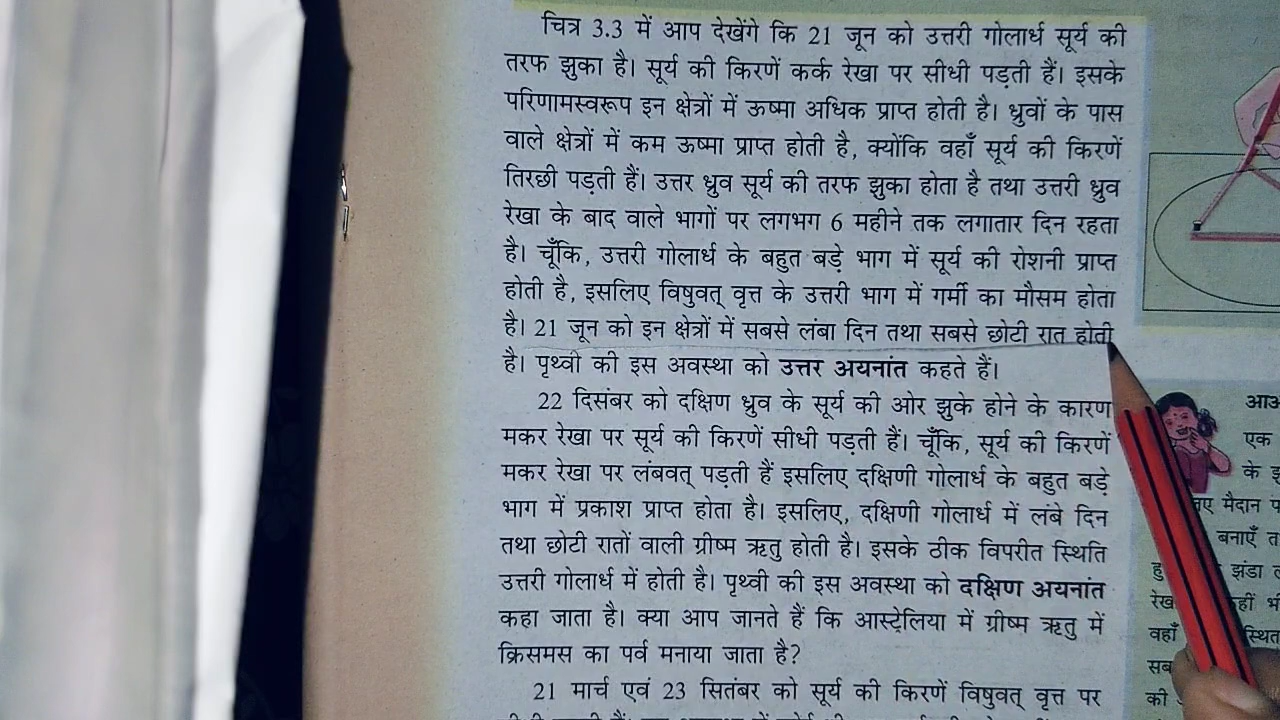 चित्र 3.3 में आप देखेंगे कि 21 जून को उत्तरी गोलार्ध सूर्य की
तरफ झुका है। सूर्य की किरणें कर्क रेखा पर सीधी पड़ती हैं। इसके
परिणामस्वरूप इन क्षेत्रों में ऊष्मा अधिक प्राप्त होती है। ध्रुवों के पास
वाले क्षेत्रों में कम ऊष्मा प्राप्त होती है, क्योंकि वहाँ सूर्य की किरणें
तिरछी पड़ती हैं। उत्तर ध्रुव सूर्य की तरफ झुका होता है तथा उत्तरी ध्रुव
रेखा के बाद वाले भागों पर लगभग 6 महीने तक लगातार दिन रहता
है। चूँकि, उत्तरी गोलार्ध के बहुत बड़े भाग में सूर्य की रोशनी प्राप्त
होती है, इसलिए विषुवत् वृत्त के उत्तरी भाग में गर्मी का मौसम होता
है। 21 जून को इन क्षेत्रों में सबसे लंबा दिन तथा सबसे छोटी रात होती
है। पृथ्वी की इस अवस्था को उत्तर अयनांत कहते हैं।
22 दिसंबर को दक्षिण ध्रुव के सूर्य की ओर झुके होने के कारण
मकर रेखा पर सूर्य की किरणें सीधी पड़ती हैं। चूँकि, सूर्य की किरणें
मकर रेखा पर लंबवत् पड़ती हैं इसलिए दक्षिणी गोलार्ध के बहुत बड़े
भाग में प्रकाश प्राप्त होता है। इसलिए, दक्षिणी गोलार्ध में लंबे दिन
तथा छोटी रातों वाली ग्रीष्म ऋतु होती है। इसके ठीक विपरीत स्थिति
उत्तरी गोलार्ध में होती है। पृथ्वी की इस अवस्था को दक्षिण अयनांत
कहा जाता है। क्या आप जानते हैं कि आस्ट्रेलिया में ग्रीष्म ऋतु में
क्रिसमस का पर्व मनाया जाता है?
21 मार्च एवं 23 सितंबर को सूर्य की किरणें विषुवत् वृत्त पर
एक
के
मैदान
बनाएँ
झंडा
वहाँ
की